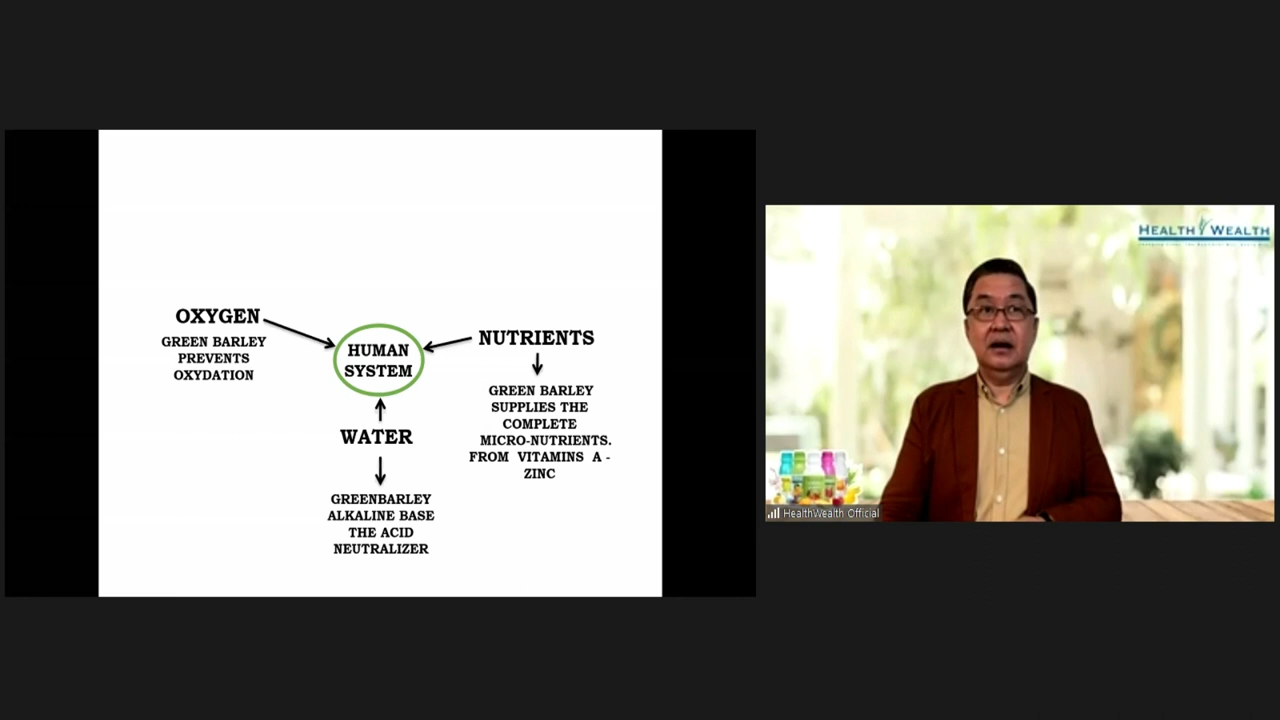 OXYGEN
GREEN BARLEY
PREVENTS
OXYDATION
HUMAN
SYSTEM
NUTRIENTS
GREEN BARLEY
SUPPLIES THE
COMPLETE
MICRO-NUTRIENTS.
FROM VITAMINS A -
ZINC
WATER
GREENBARLEY
ALKALINE BASE
THE ACID
NEUTRALIZER
HEALTH WEALTH
HealthWealth Official